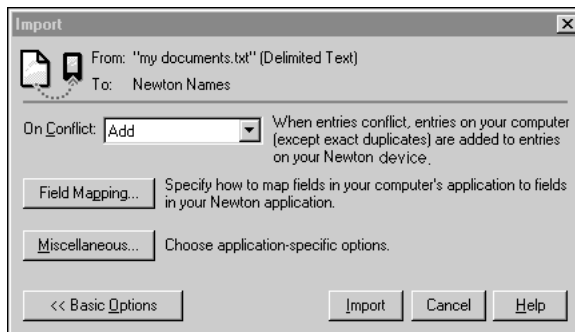 Import
From: "my documents.txt" (Delimited Text)
To: Newton Names
On Conflict: Add
When entries conflict, entries on your computer
(except exact duplicates) are added to entries
on your Newton device.
Field Mapping...
Specify how to map fields in your computer's application to fields
in your Newton application.
Miscellaneous...
Choose application-specific options.
<< Basic Options
Import
Cancel
Help